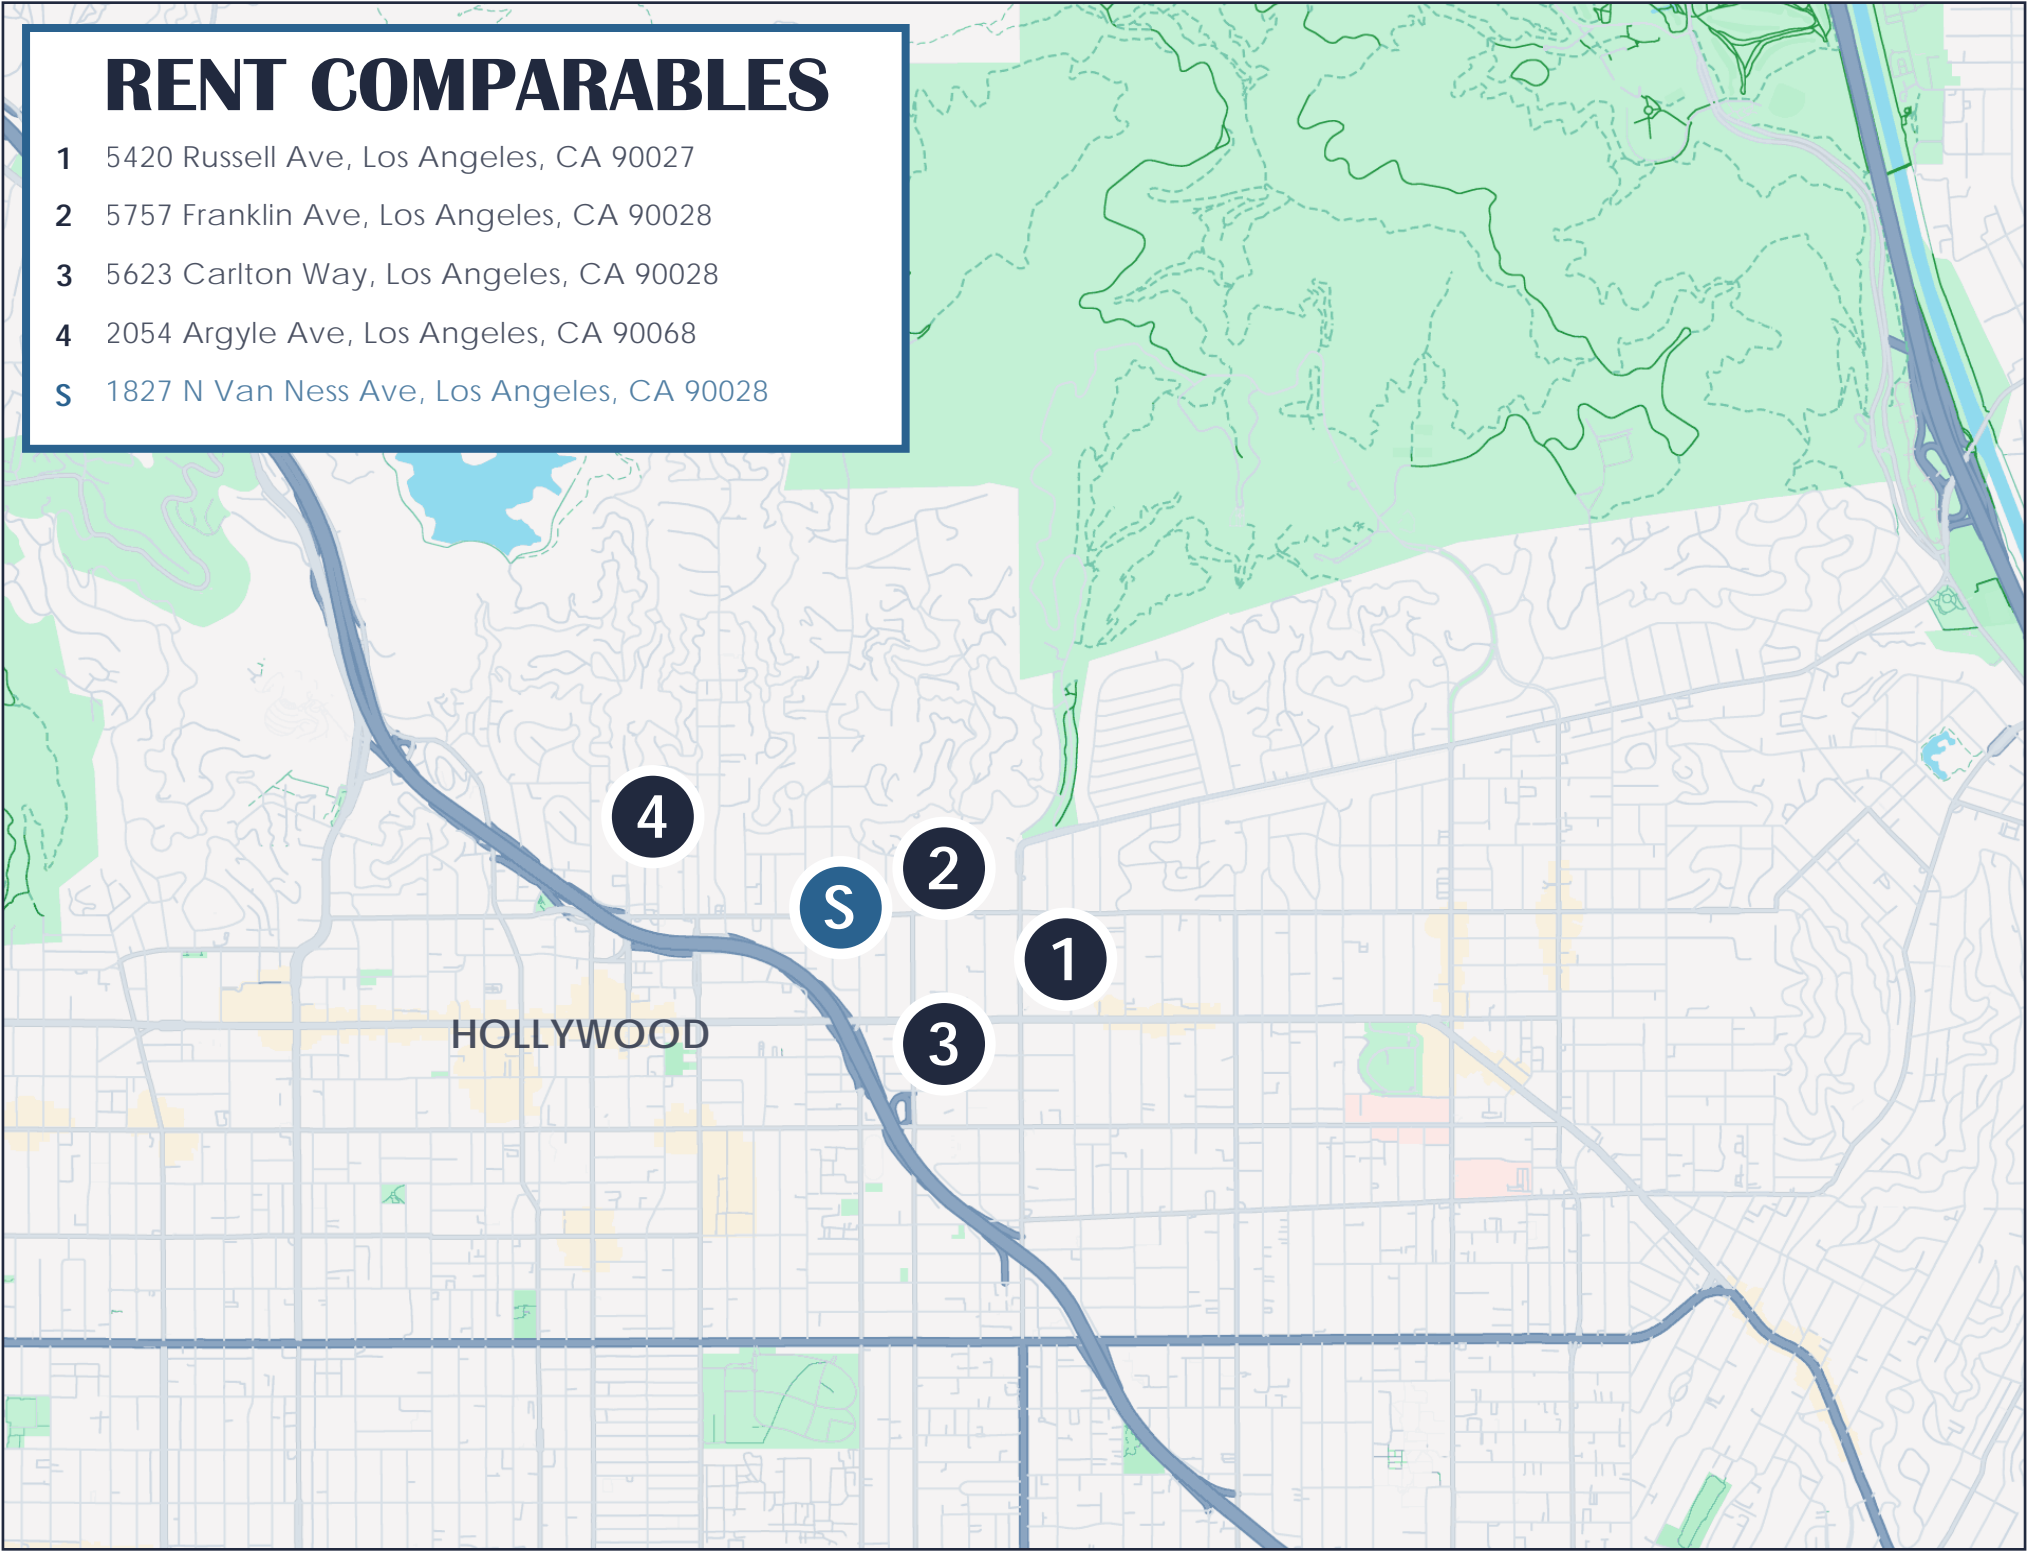 RENT COMPARABLES
1 5420 Russell Ave, Los Angeles, CA 90027
2 5757 Franklin Ave, Los Angeles, CA 90028
3 5623 Carlton Way, Los Angeles, CA 90028
4 2054 Argyle Ave, Los Angeles, CA 90068
S 1827 N Van Ness Ave, Los Angeles, CA 90028
4
2
S
1
HOLLYWOOD
3